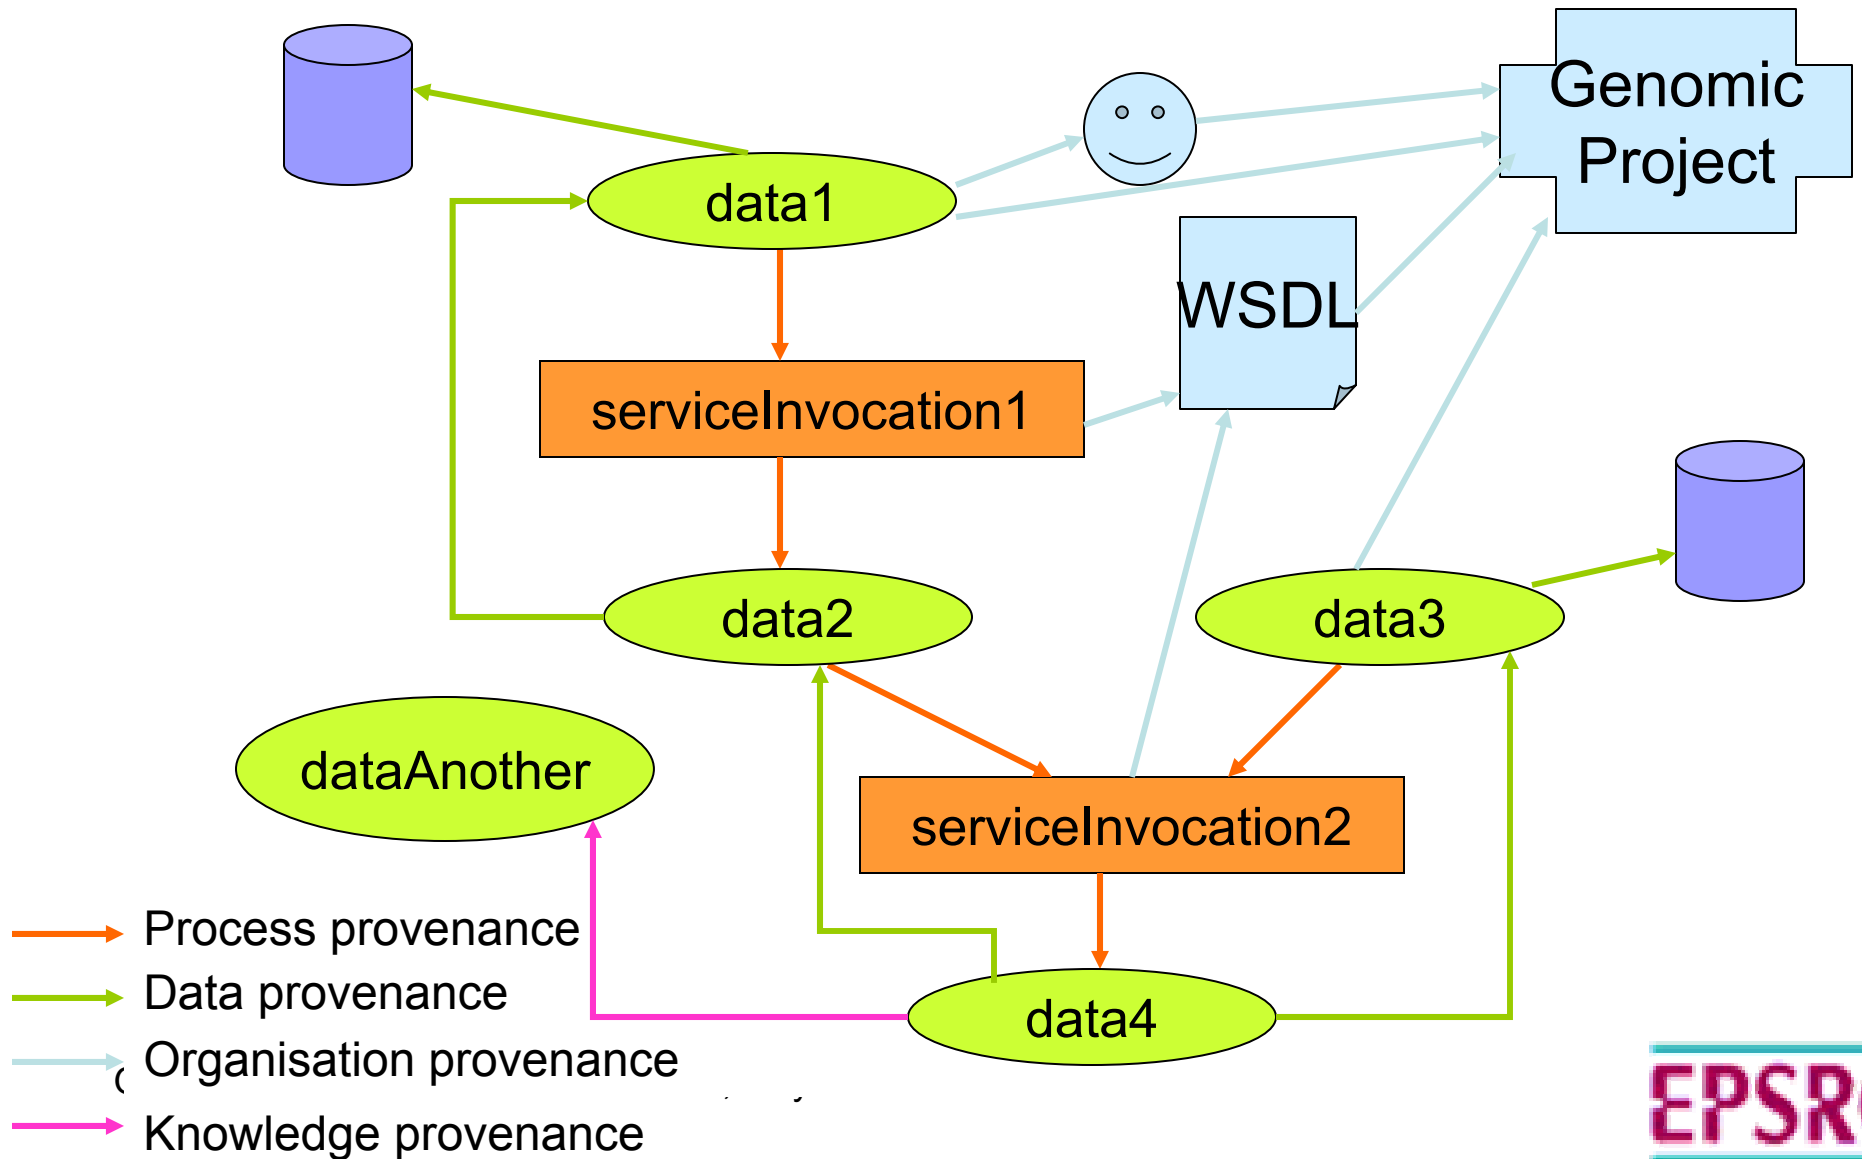 Genomic
Project
data1
WSDL
serviceInvocation1
data2
data3
dataAnother
serviceInvocation2
data4
Process provenance
Data provenance
Organisation provenance
Knowledge provenance